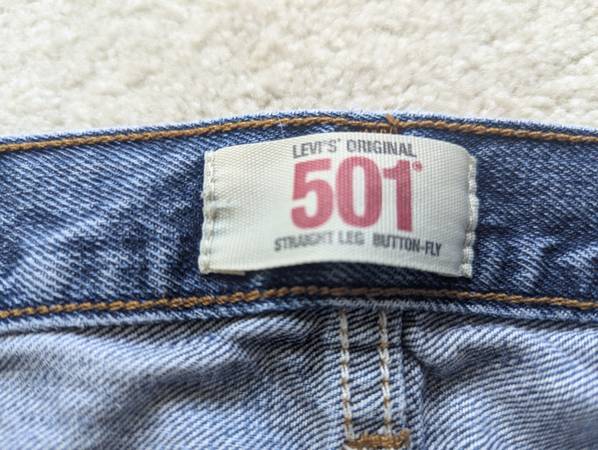 LEVI'S' ORIGINAL
501®
STRAIGHT LEG BUTTON-FLY